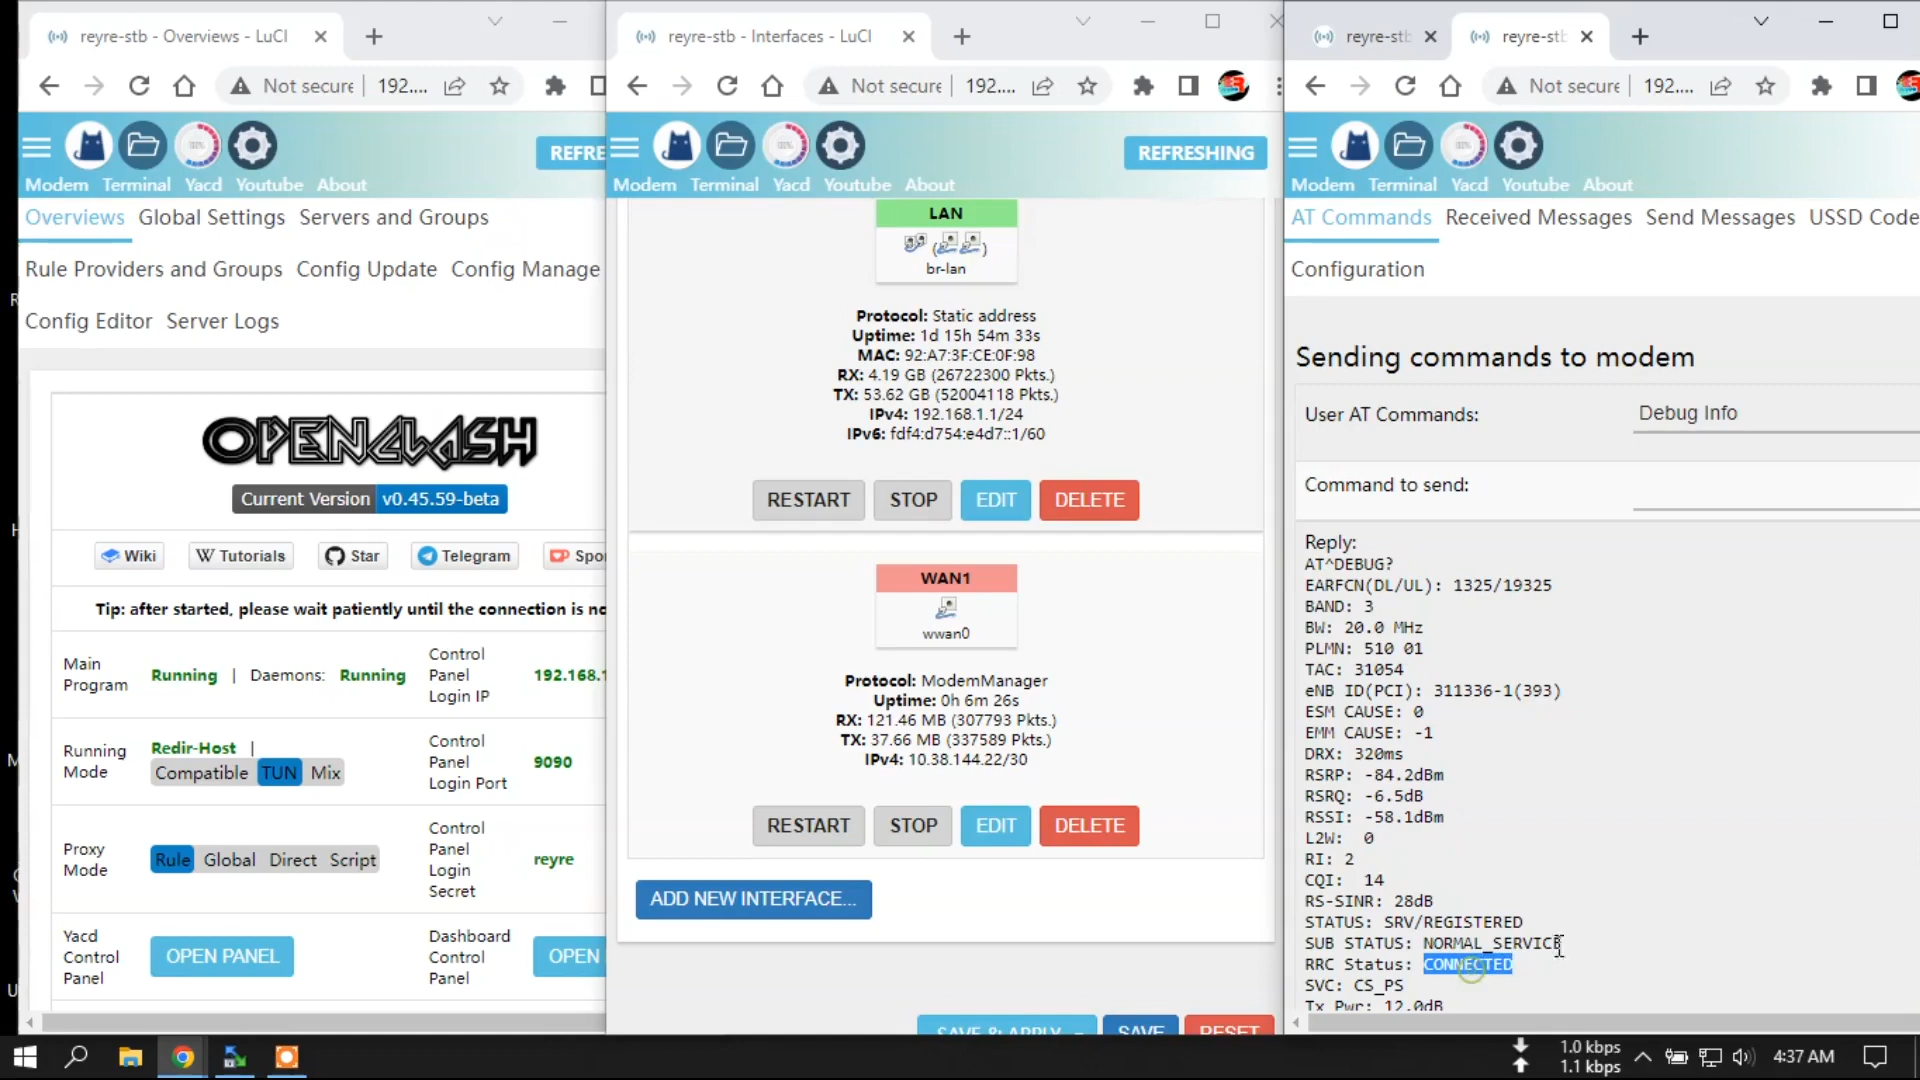 reyre-stb - Overviews - LuCI
Not secure
192....
Modem Terminal Yacd Youtube About
REFRE
Overviews Global Settings Servers and Groups
Rule Providers and Groups Config Update Config Manage
Config Editor Server Logs
OPENCLASH
Current Version v0.45.59-beta
Wiki Tutorials Star Telegram Spo
Tip: after started, please wait patiently until the connection is no
Main Program
Running | Daemons: Running
Control Panel Login IP
192.168.1
Running Mode
Redir-Host |
Compatible TUN Mix
Control Panel Login Port
9090
Proxy Mode
Rule Global Direct Script
Control Panel Login Secret
reyre
Yacd Control Panel
OPEN PANEL
Dashboard Control Panel
OPEN
reyre-stb - Interfaces - LuCI
Not secure
192....
Modem Terminal Yacd Youtube About
REFRESHING
LAN
br-lan
Protocol: Static address
Uptime: 1d 15h 54m 33s
MAC: 92:A7:3F:CE:0F:98
RX: 4.19 GB (26722300 Pkts.)
TX: 53.62 GB (52004118 Pkts.)
IPv4: 192.168.1.1/24
IPv6: fdf4:d754:e4d7::1/60
RESTART STOP EDIT DELETE
WAN1
wwan0
Protocol: ModemManager
Uptime: 0h 6m 26s
RX: 121.46 MB (307793 Pkts.)
TX: 37.66 MB (337589 Pkts.)
IPv4: 10.38.144.22/30
RESTART STOP EDIT DELETE
ADD NEW INTERFACE...
SAVE & APPLY SAVE RESET
reyre-stb
reyre-stb
Not secure
192....
Modem Terminal Yacd Youtube About
AT Commands Received Messages Send Messages USSD Code
Configuration
Sending commands to modem
User AT Commands: Debug Info
Command to send:
Reply:
AT^DEBUG?
EARFCN(DL/UL): 1325/19325
BAND: 3
BW: 20.0 MHz
PLMN: 510 01
TAC: 31054
eNB ID(PCI): 311336-1(393)
ESM CAUSE: 0
EMM CAUSE: -1
DRX: 320ms
RSRP: -84.2dBm
RSRQ: -6.5dB
RSSI: -58.1dBm
L2W: 0
RI: 2
CQI: 14
RS-SINR: 28dB
STATUS: SRV/REGISTERED
SUB STATUS: NORMAL_SERVICE
RRC Status: CONNECTED
SVC: CS_PS
Tx Pwr: 12.0dB
1.0 kbps
1.1 kbps
4:37 AM